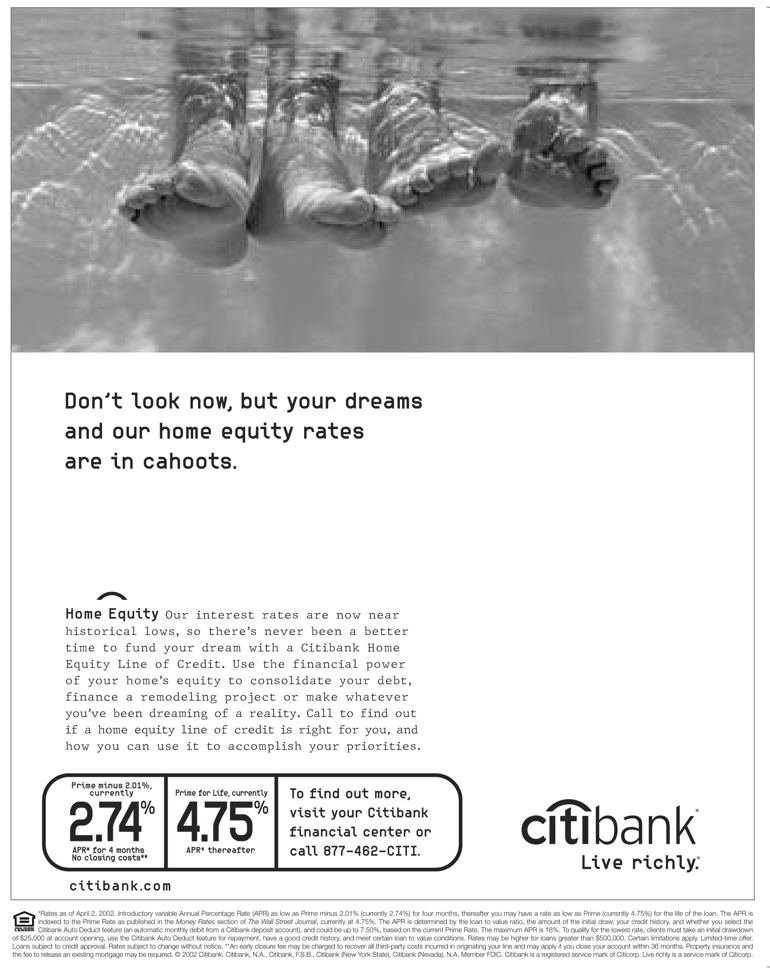 Don't look now, but your dreams
and our home equity rates
are in cahoots.
Home Equity Our interest rates are now near
historical lows, so there's never been a better
time to fund your dream with a Citibank Home
Equity Line of Credit. Use the financial power
of your home's equity to consolidate your debt,
finance a remodeling project or make whatever
you've been dreaming of a reality. Call to find out
if a home equity line of credit is right for you, and
how you can use it to accomplish your priorities.
Prime minus 2.01%,
currently
2.74%
APR* for 4 months
No closing costs**
Prime for Life, currently
4.75%
APR* thereafter
To find out more,
visit your Citibank
financial center or
call 877-462-CITI.
citibank®
Live richly.®
citibank.com
*Rates as of April 2, 2002. Introductory variable Annual Percentage Rate (APR) as low as Prime minus 2.01% (currently 2.74%) for four months, thereafter you may have a rate as low as Prime (currently 4.75%) for the life of the loan. The APR is
indexed to the Prime Rate as published in the Money Rates section of The Wall Street Journal, currently at 4.75%. The APR is determined by the loan to value ratio, the amount of the initial draw, your credit history, and whether you select the
Citibank Auto Deduct feature (an automatic monthly debit from a Citibank deposit account), and could be up to 7.50%, based on the current Prime Rate. The maximum APR is 18%. To qualify for the lowest rate, clients must take an initial drawdown
of $25,000 at account opening, use the Citibank Auto Deduct feature for repayment, have a good credit history, and meet certain loan to value conditions. Rates may be higher for loans greater than $500,000. Certain limitations apply. Limited-time offer.
Loans subject to credit approval. Rates subject to change without notice. **An early closure fee may be charged to recover all third-party costs incurred in originating your line and may apply if you close your account within 36 months. Property insurance and
the fee to release an existing mortgage may be required. © 2002 Citibank. Citibank, N.A., Citibank, F.S.B., Citibank (New York State), Citibank (Nevada), N.A. Member FDIC. Citibank is a registered service mark of Citicorp. Live richly is a service mark of Citicorp.